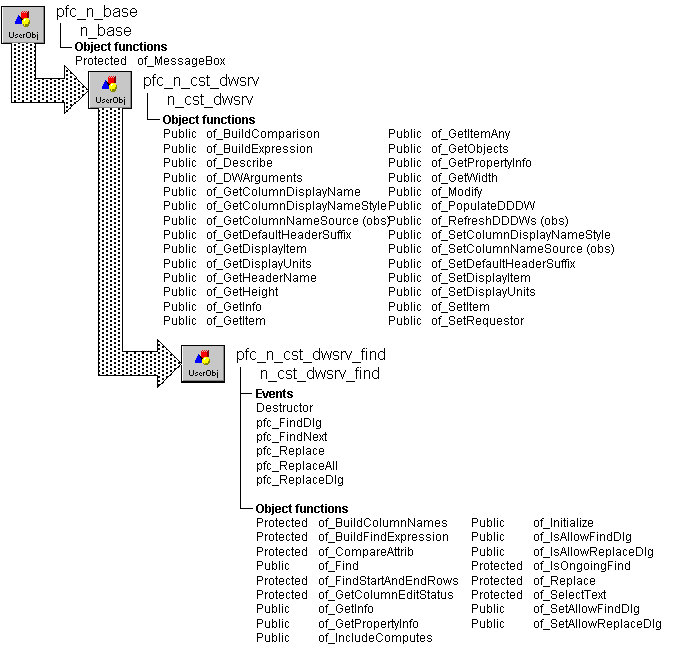 pfc_n_base
n_base
UserObj
Object functions
Protected of_MessageBox
pfc_n_cst_dwsrv
n_cst_dwsrv
UserObj
Object functions
Public of_BuildComparison Public of_GetItemAny
Public of_BuildExpression Public of_GetObjects
Public of_Describe Public of_GetPropertyInfo
Public of_DWArguments Public of_GetWidth
Public of_GetColumnDisplayName Public of_Modify
Public of_GetColumnDisplayNameStyle Public of_PopulateDDDW
Public of_GetColumnNameSource (obs) Public of_RefreshDDDWs (obs)
Public of_GetDefaultHeaderSuffix Public of_SetColumnDisplayNameStyle
Public of_GetDisplayItem Public of_SetColumnNameSource (obs)
Public of_GetDisplayUnits Public of_SetDefaultHeaderSuffix
Public of_GetHeaderName Public of_SetDisplayItem
Public of_GetHeight Public of_SetDisplayUnits
Public of_GetInfo Public of_SetItem
Public of_GetItem Public of_SetRequestor
pfc_n_cst_dwsrv_find
n_cst_dwsrv_find
UserObj
Events
Destructor
pfc_FindDlg
pfc_FindNext
pfc_Replace
pfc_ReplaceAll
pfc_ReplaceDlg
Object functions
Protected of_BuildColumnNames Public of_Initialize
Protected of_BuildFindExpression Public of_IsAllowFindDlg
Protected of_CompareAttrib Public of_IsAllowReplaceDlg
Public of_Find Protected of_IsOngoingFind
Protected of_FindStartAndEndRows Protected of_Replace
Protected of_GetColumnEditStatus Protected of_SelectText
Public of_GetInfo Public of_SetAllowFindDlg
Public of_GetPropertyInfo Public of_SetAllowReplaceDlg
Public of_IncludeComputes